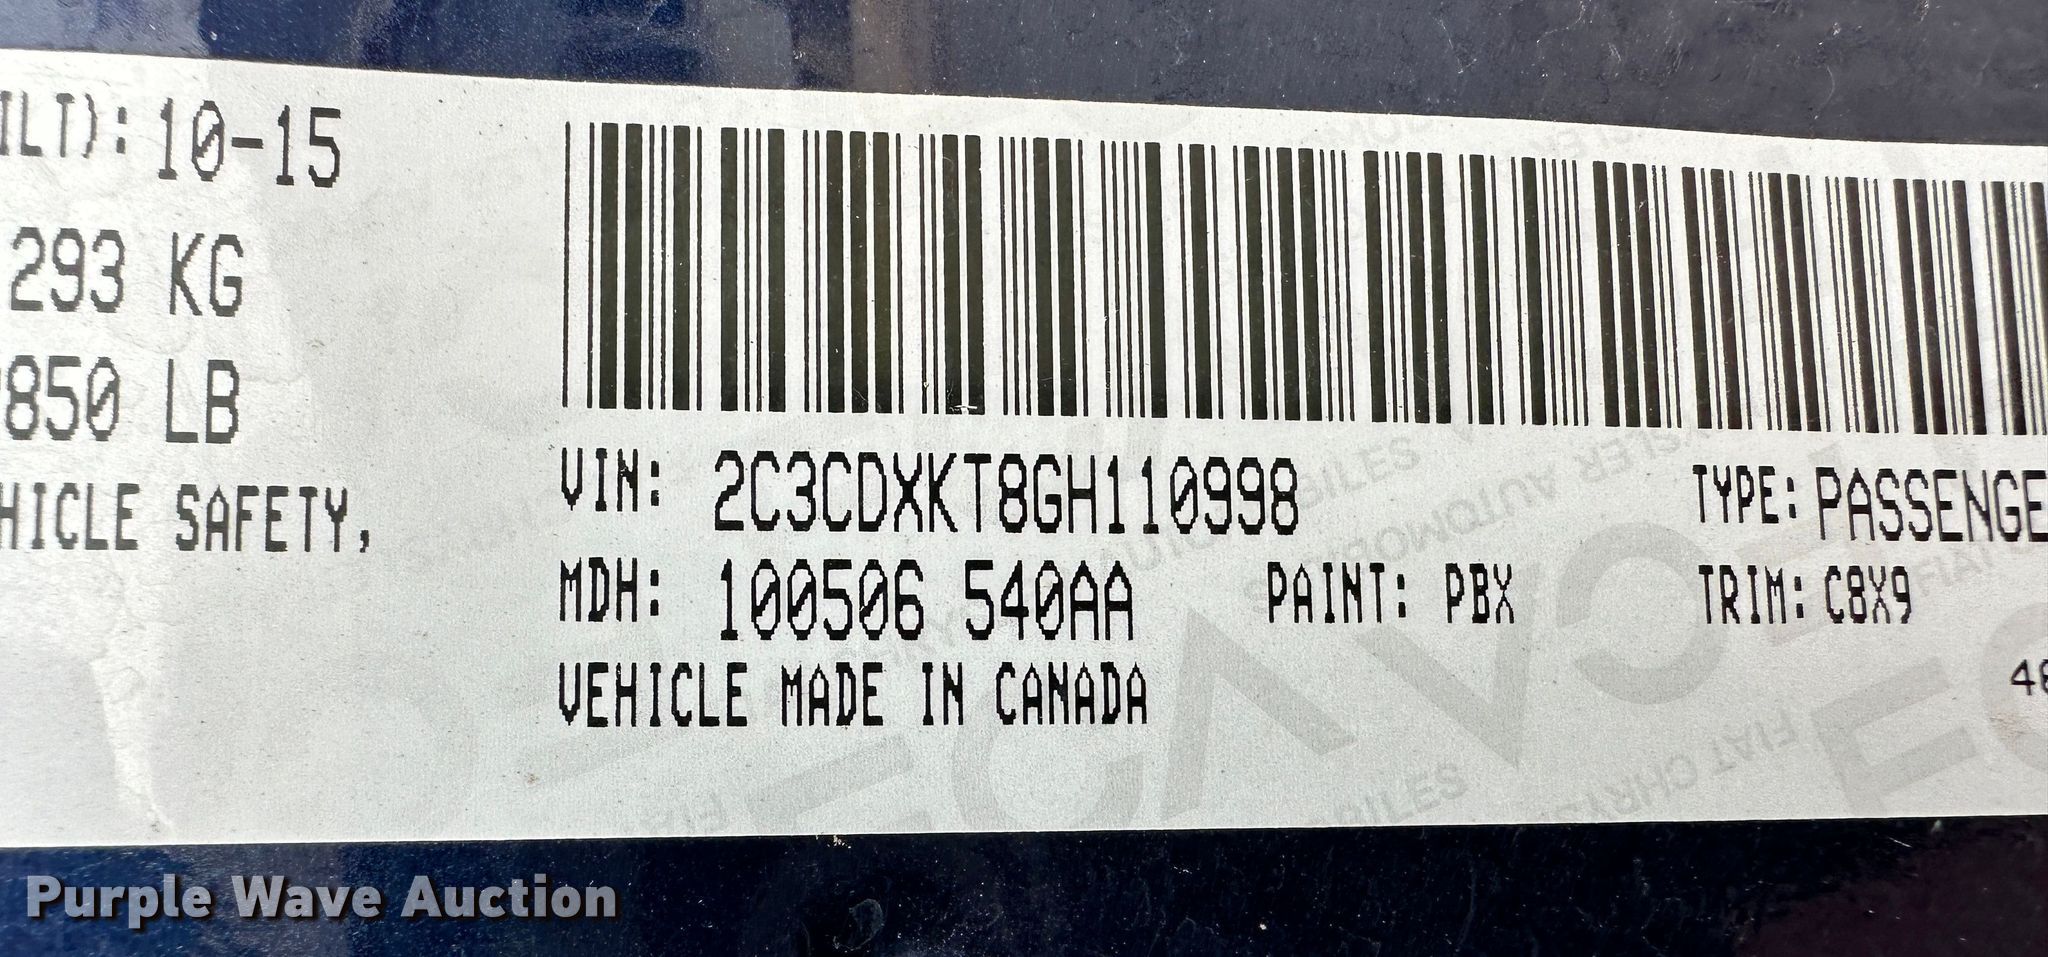 ILT): 10-15
293 KG
850 LB
HICLE SAFETY,
VIN: 2C3CDXKT8GH110998
TYPE: PASSENGE
MDH: 100506 540AA
PAINT: PBX
TRIM: C8X9
VEHICLE MADE IN CANADA
Purple Wave Auction